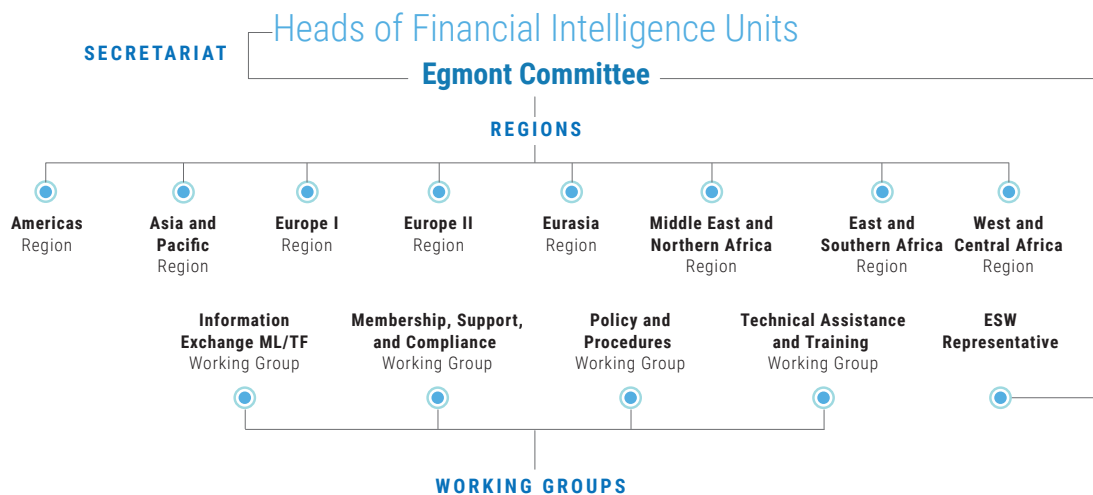 Heads of Financial Intelligence Units
SECRETARIAT
Egmont Committee
REGIONS
Americas
Region
Asia and
Pacific
Region
Europe I
Region
Europe II
Region
Eurasia
Region
Middle East and
Northern Africa
Region
East and
Southern Africa
Region
West and
Central Africa
Region
Information
Exchange ML/TF
Working Group
Membership, Support,
and Compliance
Working Group
Policy and
Procedures
Working Group
Technical Assistance
and Training
Working Group
ESW
Representative
WORKING GROUPS